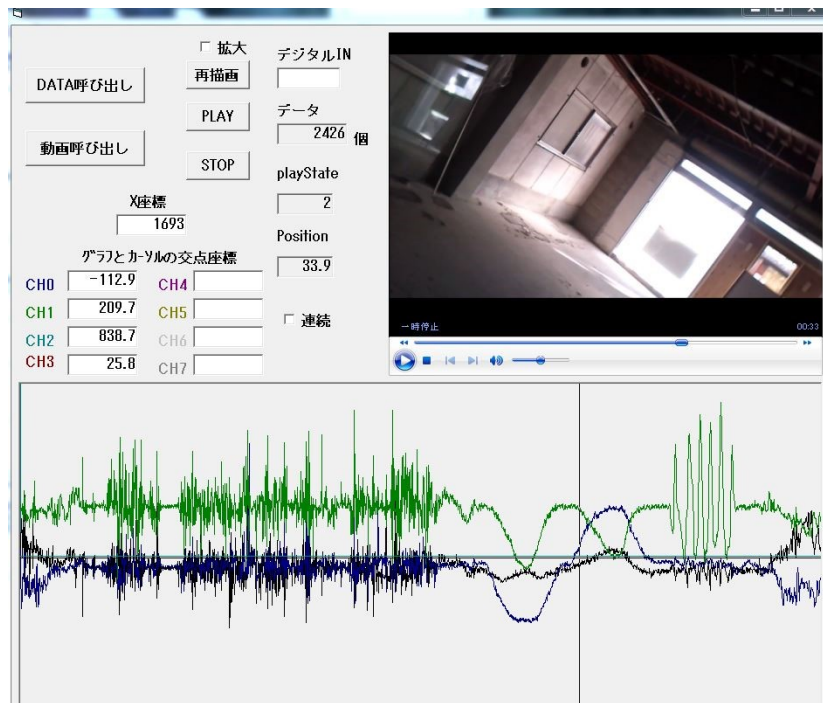 拡大
デジタルIN
DATA呼び出し
再描画
PLAY
データ
2426 個
動画呼び出し
STOP
playState
2
X座標
1693
Position
33.9
グラフとカーソルの交点座標
CH0 -112.9 CH4
CH1 209.7 CH5
連続
CH2 838.7 CH6
CH3 25.8 CH7
一時停止
00:33